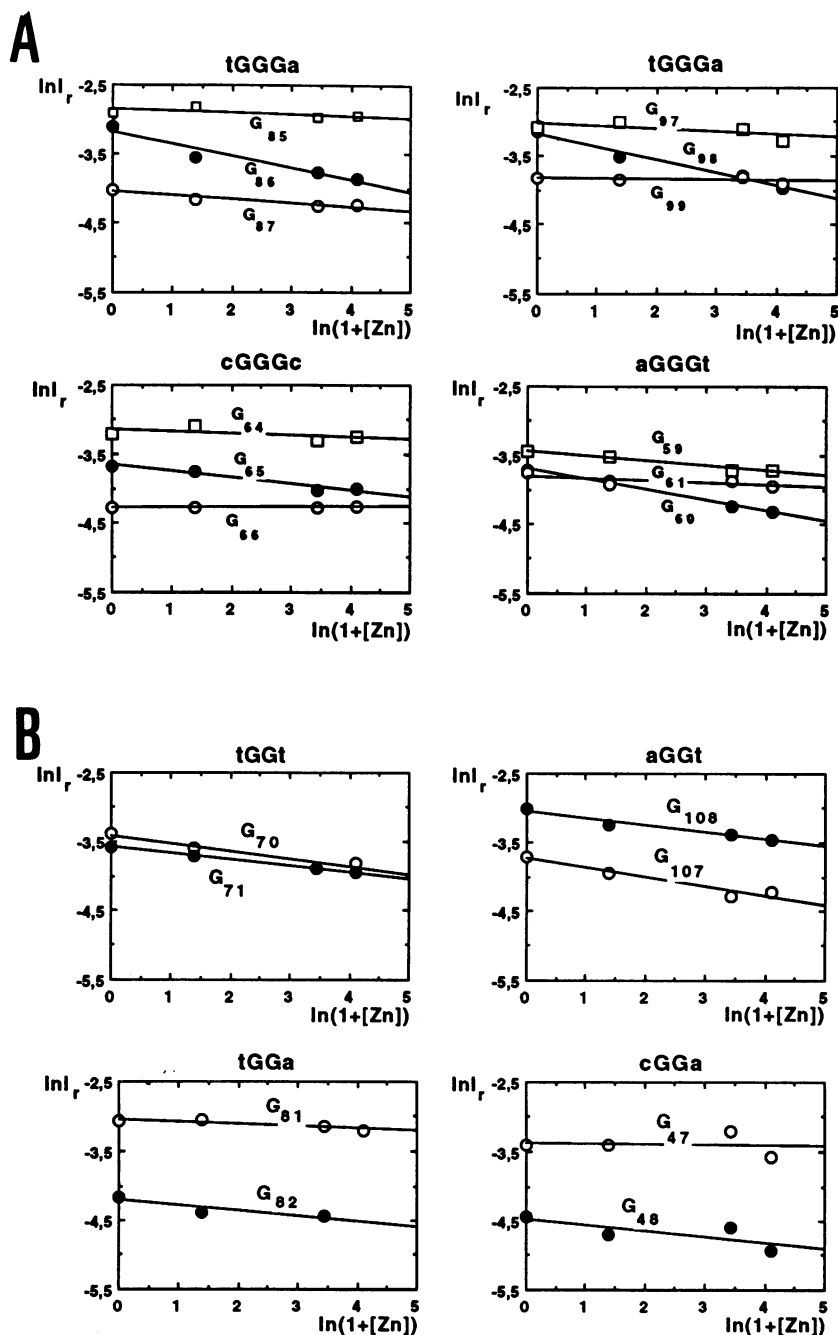 A
tGGGa
lnIr
-2,5
-3,5
-4,5
-5,5
G85
G86
G87
0 1 2 3 4 5
ln(1+[Zn])
tGGGa
lnIr
-2,5
-3,5
-4,5
-5,5
G97
G98
G99
0 1 2 3 4 5
ln(1+[Zn])
cGGGc
lnIr
-2,5
-3,5
-4,5
-5,5
G64
G65
G66
0 1 2 3 4 5
ln(1+[Zn])
aGGGt
lnIr
-2,5
-3,5
-4,5
-5,5
G59
G61
G60
0 1 2 3 4 5
ln(1+[Zn])
B
tGGt
lnIr
-2,5
-3,5
-4,5
-5,5
G70
G71
0 1 2 3 4 5
ln(1+[Zn])
aGGt
lnIr
-2,5
-3,5
-4,5
-5,5
G108
G107
0 1 2 3 4 5
ln(1+[Zn])
tGGa
lnIr
-2,5
-3,5
-4,5
-5,5
G81
G82
0 1 2 3 4 5
ln(1+[Zn])
cGGa
lnIr
-2,5
-3,5
-4,5
-5,5
G47
G48
0 1 2 3 4 5
ln(1+[Zn])